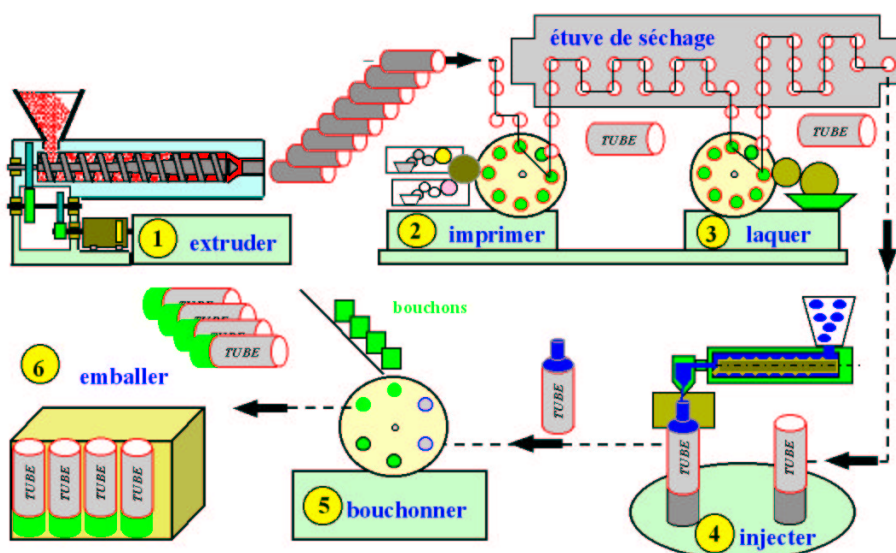 étuve de séchage
TUBE
TUBE
1 extruder
2 imprimer
3 laquer
bouchons
TUBE
TUBE
TUBE
TUBE
6
emballer
TUBE
TUBE
TUBE
TUBE
TUBE
5 bouchonner
TUBE
TUBE
4 injecter